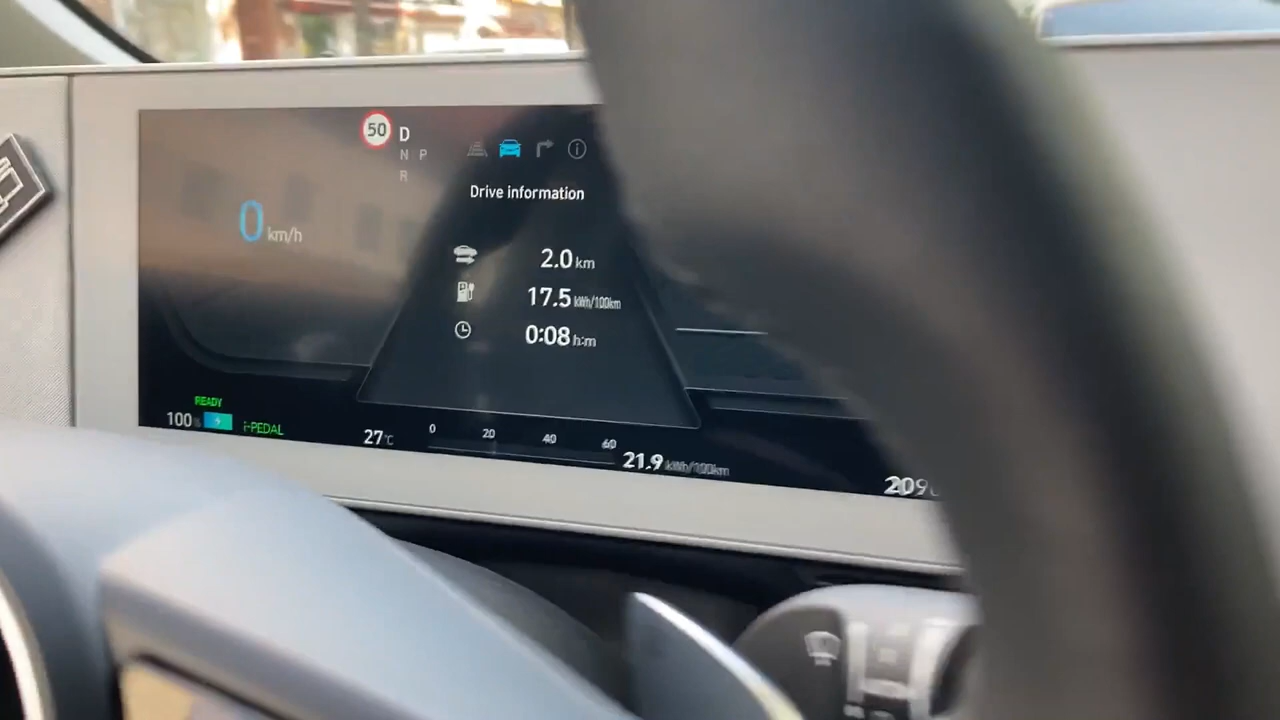 50 D
N P
R
Drive information
0 km/h
2.0 km
17.5 kWh/100km
0:08 h:m
READY
100%
i-PEDAL
27°C
0 20 40 60
21.9 kWh/100km